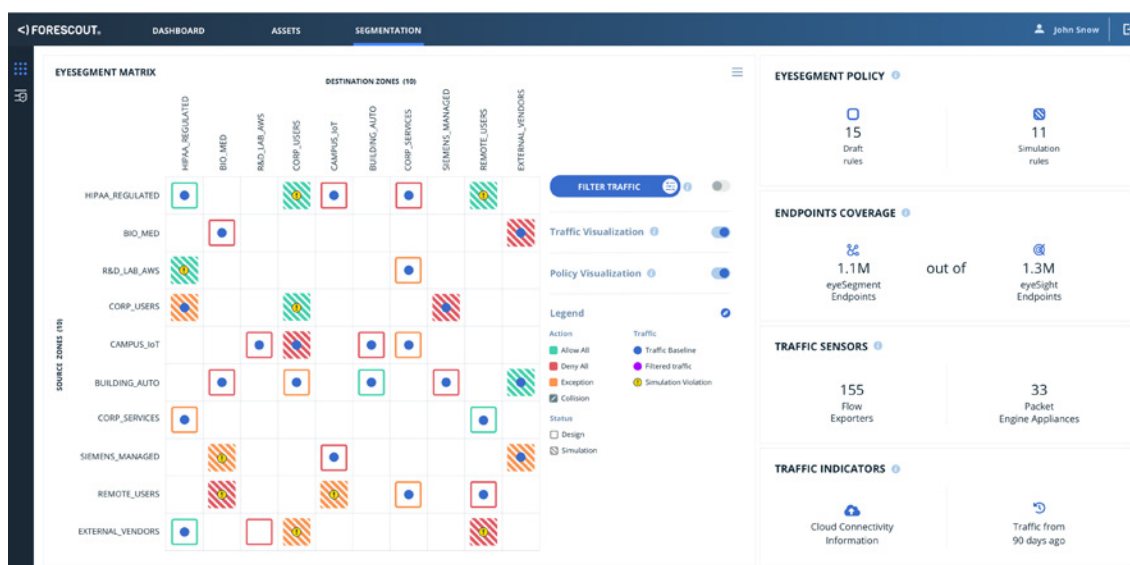 <) FORESCOUT.
DASHBOARD
ASSETS
SEGMENTATION
John Snow
EYESEGMENT MATRIX
DESTINATION ZONES (10)
HIPAA_REGULATED
BIO_MED
R&D_LAB_AWS
CORP_USERS
CAMPUS_IoT
BUILDING_AUTO
CORP_SERVICES
SIEMENS_MANAGED
REMOTE_USERS
EXTERNAL_VENDORS
SOURCE ZONES (10)
HIPAA_REGULATED
BIO_MED
R&D_LAB_AWS
CORP_USERS
CAMPUS_IoT
BUILDING_AUTO
CORP_SERVICES
SIEMENS_MANAGED
REMOTE_USERS
EXTERNAL_VENDORS
FILTER TRAFFIC
Traffic Visualization
Policy Visualization
Legend
Action
Traffic
Allow All
Traffic Baseline
Deny All
Filtered traffic
Exception
Simulation Violation
Collision
Status
Design
Simulation
EYESEGMENT POLICY
15
Draft
rules
11
Simulation
rules
ENDPOINTS COVERAGE
1.1M
eyeSegment
Endpoints
out of
1.3M
eyeSight
Endpoints
TRAFFIC SENSORS
155
Flow
Exporters
33
Packet
Engine Appliances
TRAFFIC INDICATORS
Cloud Connectivity
Information
Traffic from
90 days ago